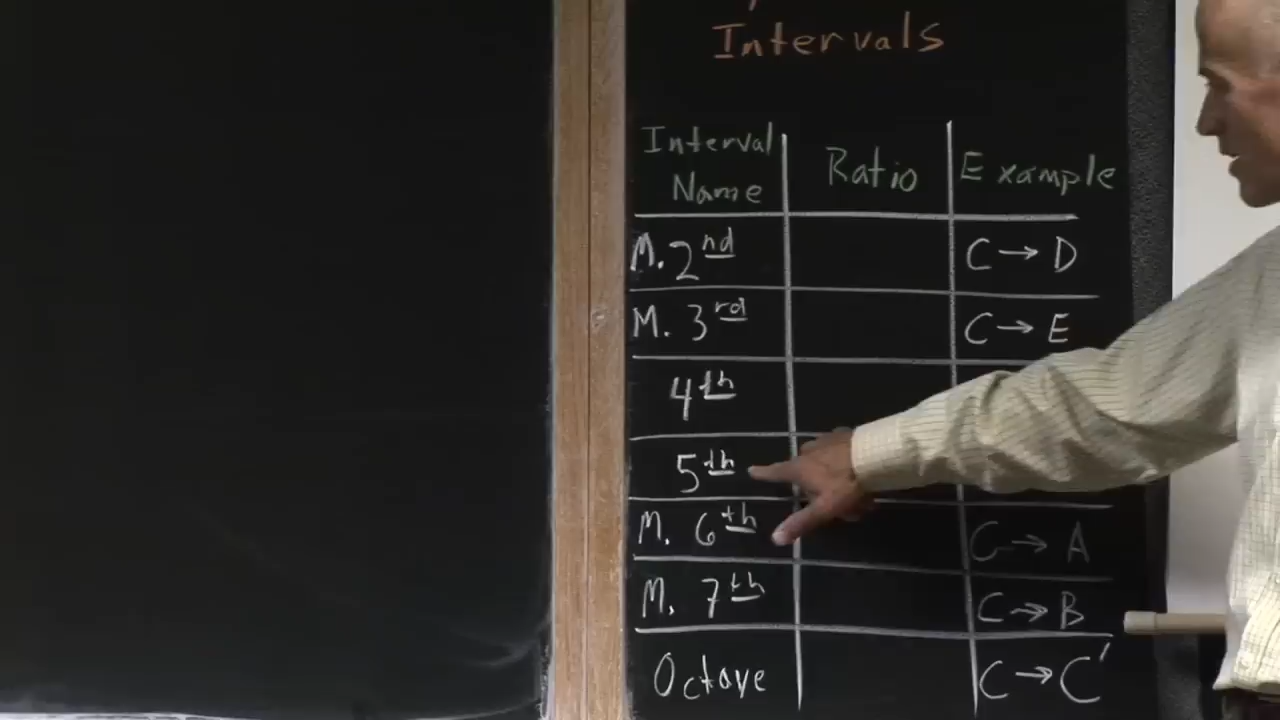 Intervals
Interval Name | Ratio | Example
M. 2nd | | C → D
M. 3rd | | C → E
4th
5th
M. 6th | | C → A
M. 7th | | C → B
Octave | | C → C'